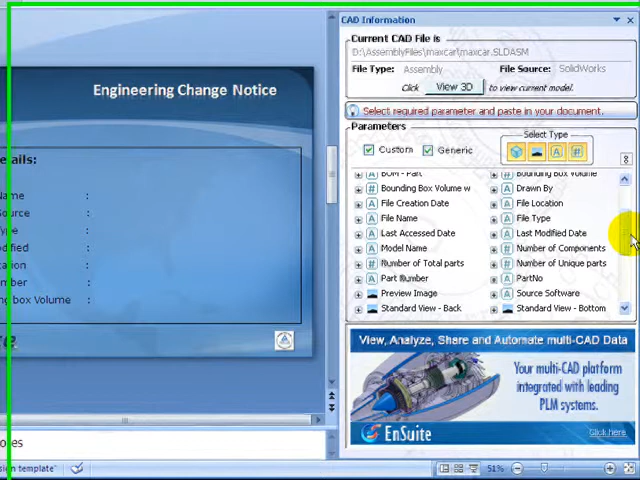 CAD Information
Current CAD File is
D:\AssemblyFiles\maxcar\maxcar.SLDASM
File Type: Assembly File Source: SolidWorks
Click View 3D to view current model.
Select required parameter and paste in your document.
Parameters
Select Type
Custom Generic
BOM - Part Bounding Box Volume
Bounding Box Volume w Drawn By
File Creation Date File Location
File Name File Type
Last Accessed Date Last Modified Date
Model Name Number of Components
Number of Total parts Number of Unique parts
Part Number PartNo
Preview Image Source Software
Standard View - Back Standard View - Bottom
View, Analyze, Share and Automate multi-CAD Data
Your multi-CAD platform
integrated with leading
PLM systems.
EnSuite Click here
Engineering Change Notice
etails:
Name :
Source :
ype :
dified :
ation :
mber :
ng box Volume :
otes
sign template"
51%